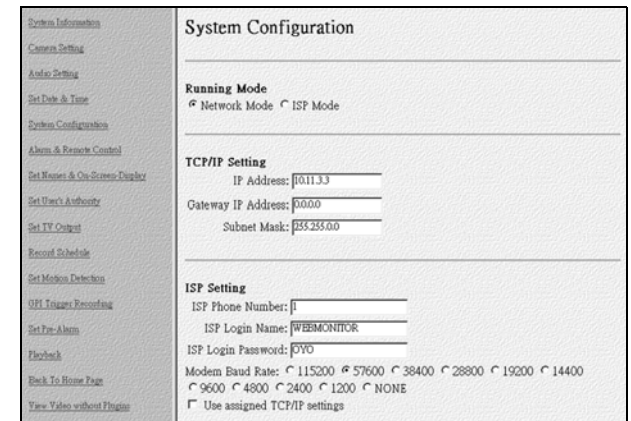 System Information
Camera Setting
Audio Setting
Set Date & Time
System Configuration
Alarm & Remote Control
Set Names & On-Screen-Display
Set User's Authority
Set TV Output
Record Schedule
Set Motion Detection
GPI Trigger Recording
Set Pre-Alarm
Playback
Back To Home Page
View Video without Plugins
System Configuration
Running Mode
Network Mode ISP Mode
TCP/IP Setting
IP Address: 10.11.3.3
Gateway IP Address: 0.0.0.0
Subnet Mask: 255.255.0.0
ISP Setting
ISP Phone Number: 1
ISP Login Name: WEBMONITOR
ISP Login Password: OYO
Modem Baud Rate: 115200 57600 38400 28800 19200 14400
9600 4800 2400 1200 NONE
Use assigned TCP/IP settings